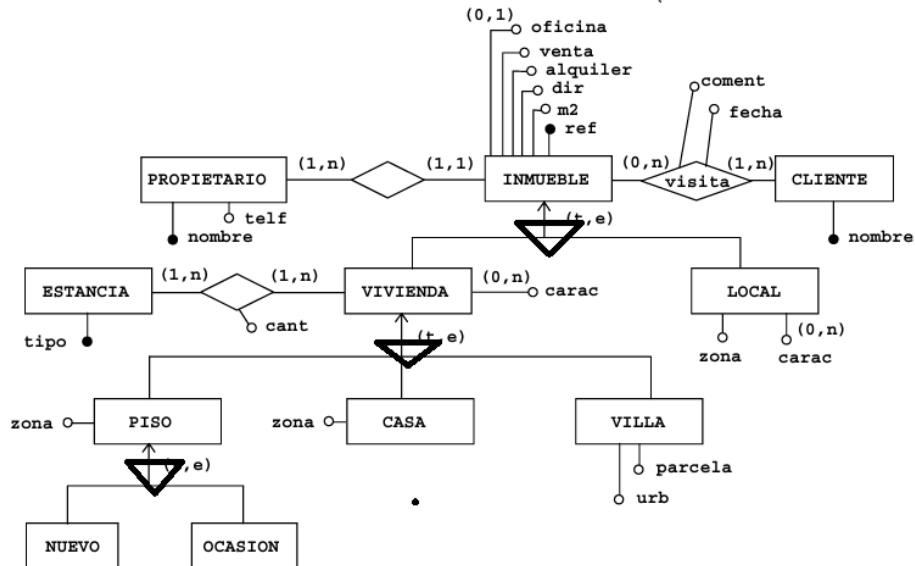 (0,1) oficina
venta
alquiler
dir
m2
ref
coment
fecha
PROPIETARIO (1,n) (1,1) INMUEBLE (0,n) visita (1,n) CLIENTE
telf
nombre
nombre
ESTANCIA (1,n) (1,n) VIVIENDA (0,n) carac LOCAL
tipo
cant
zona
(0,n) carac
zona PISO
zona CASA
VILLA
parcela
urb
NUEVO OCASION